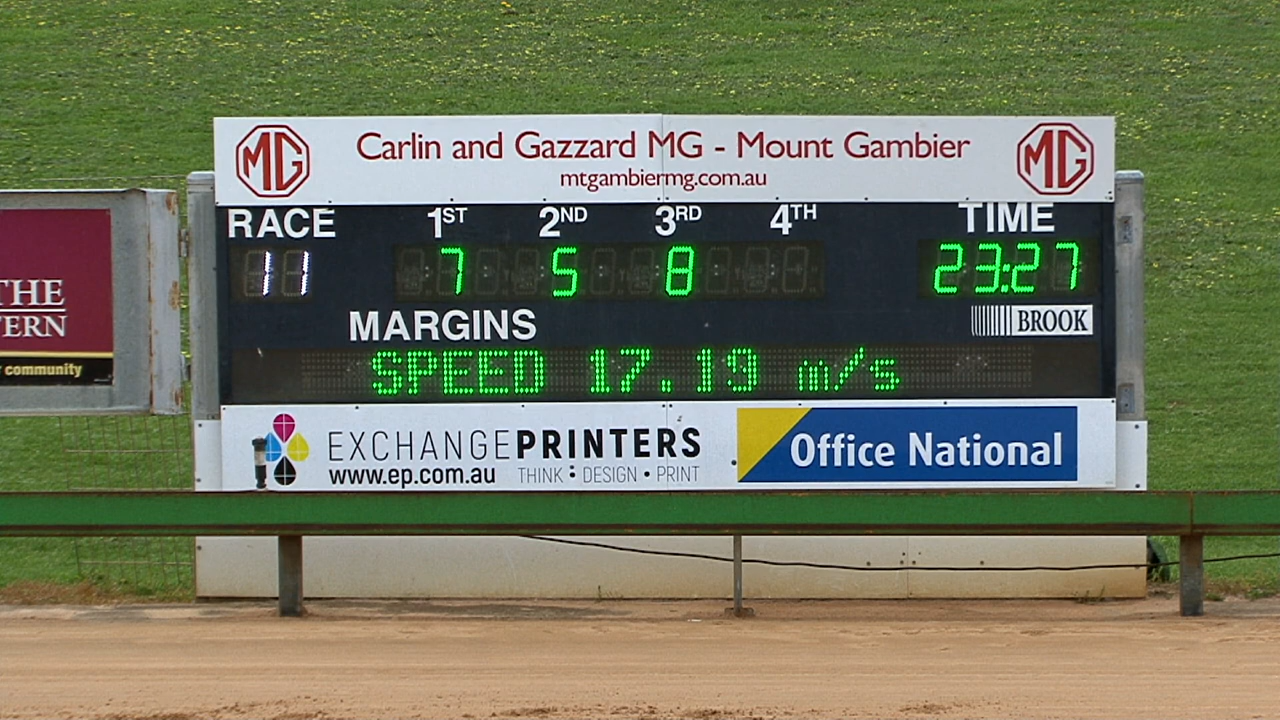 MG Carlin and Gazzard MG - Mount Gambier MG
mtgambiermg.com.au
RACE 1ST 2ND 3RD 4TH TIME
11 7 5 8 23:27
MARGINS BROOK
SPEED 17.19 m/s
EXCHANGEPRINTERS
www.ep.com.au THINK : DESIGN • PRINT
Office National
THE
community